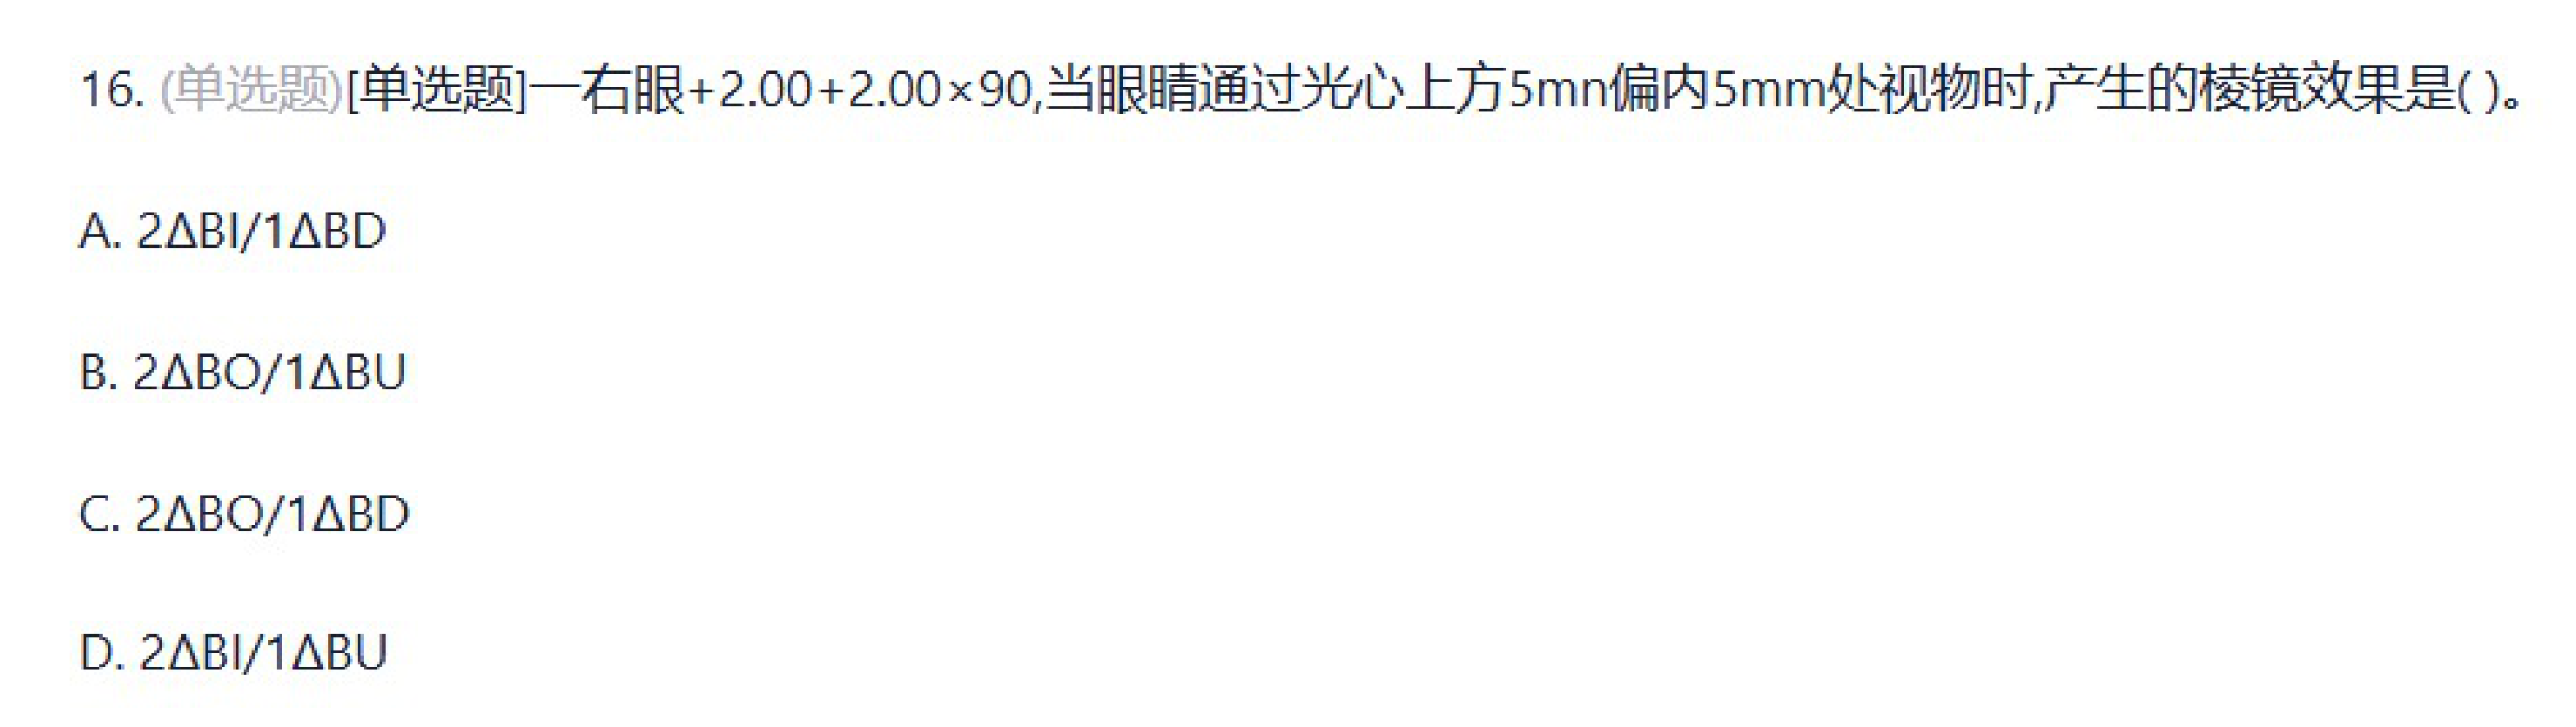 16. (单选题)[单选题]一右眼+2.00+2.00×90,当眼睛通过光心上方5mn偏内5mm处视物时,产生的棱镜效果是( )。
A. 2ΔBI/1ΔBD
B. 2ΔBO/1ΔBU
C. 2ΔBO/1ΔBD
D. 2ΔBI/1ΔBU